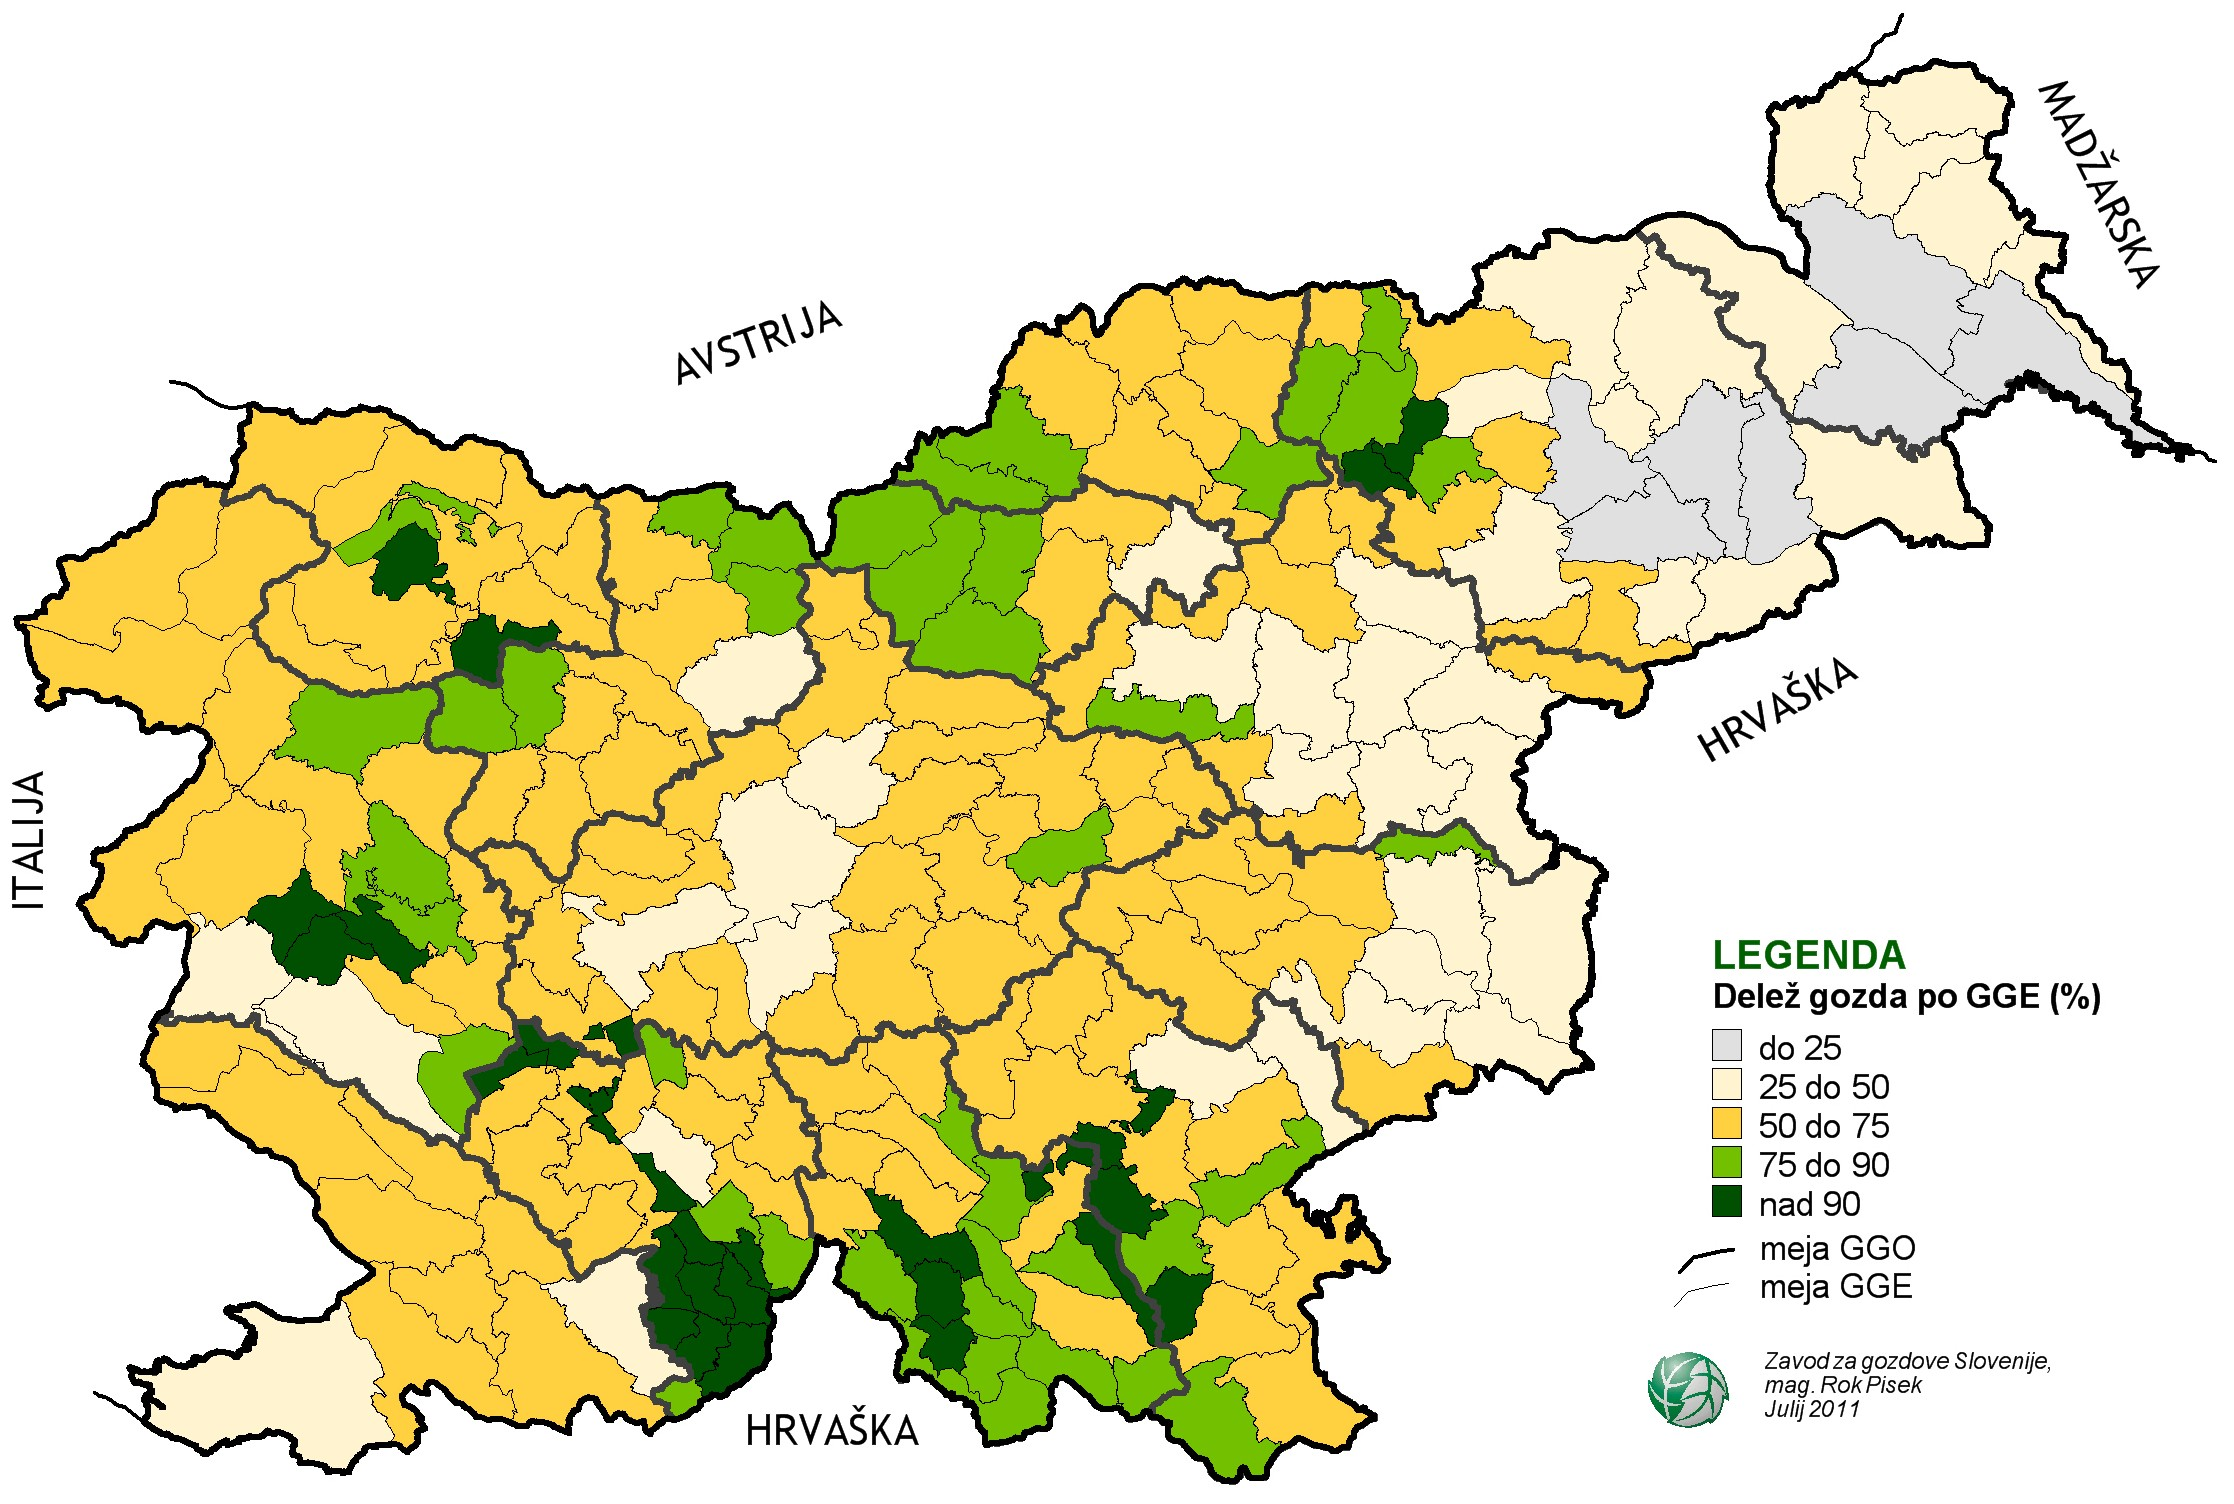 MADŽARSKA
AVSTRIJA
HRVAŠKA
ITALIJA
LEGENDA
Delež gozda po GGE (%)
do 25
25 do 50
50 do 75
75 do 90
nad 90
meja GGO
meja GGE
Zavod za gozdove Slovenije,
mag. Rok Pisek
Julij 2011
HRVAŠKA